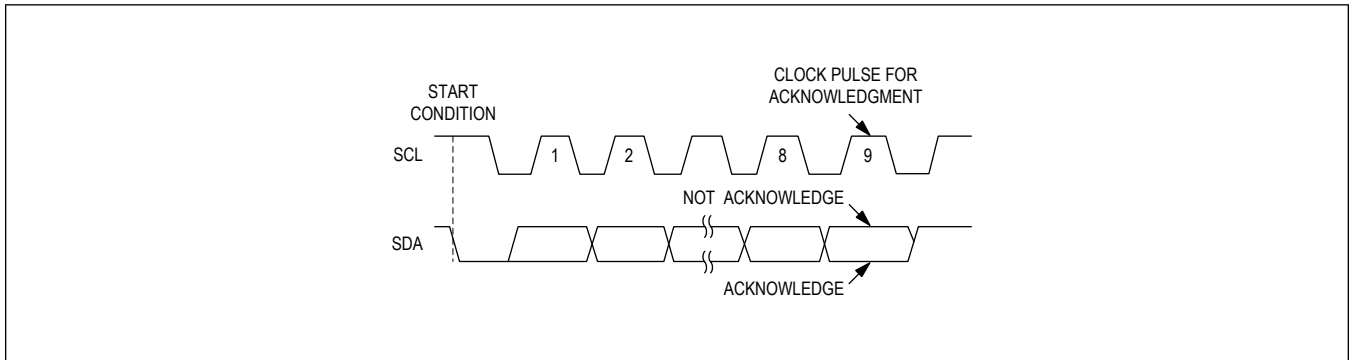 START
CONDITION
CLOCK PULSE FOR
ACKNOWLEDGMENT
SCL
1
2
8
9
NOT ACKNOWLEDGE
SDA
ACKNOWLEDGE